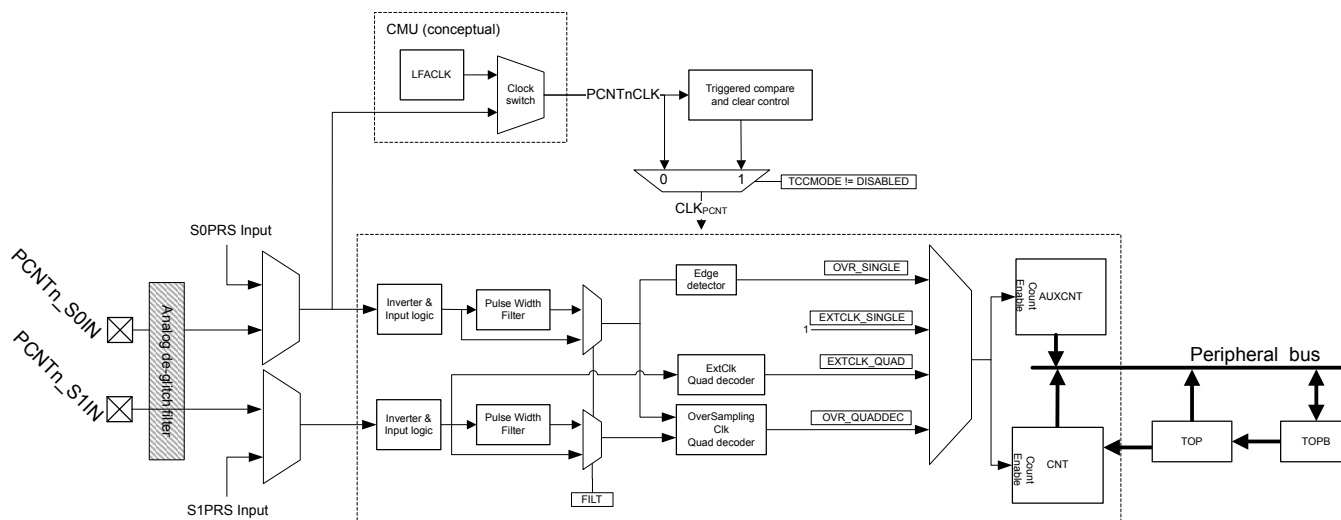 CMU (conceptual)
LFACLK
Clock
switch
PCNTnCLK
Triggered compare
and clear control
0
1
TCCMODE != DISABLED
CLKPCNT
S0PRS Input
PCNTn_S0IN
PCNTn_S1IN
Analog de-glitch filter
S1PRS Input
Inverter &
Input logic
Pulse Width
Filter
Edge
detector
OVR_SINGLE
EXTCLK_SINGLE
1
ExtClk
Quad decoder
EXTCLK_QUAD
Inverter &
Input logic
Pulse Width
Filter
OverSampling
Clk
Quad decoder
OVR_QUADDEC
FILT
Count
Enable
AUXCNT
Peripheral bus
Count
Enable
CNT
TOP
TOPB